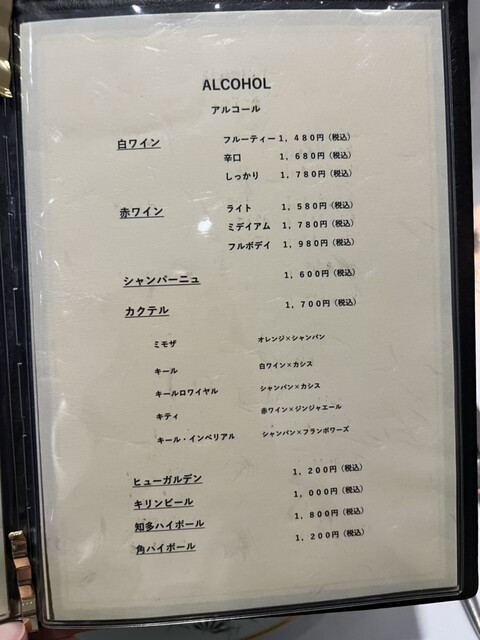 ALCOHOL
アルコール
白ワイン フルーティー 1，480円（税込）
辛口 1，680円（税込）
しっかり 1，780円（税込）
赤ワイン ライト 1，580円（税込）
ミディアム 1，780円（税込）
フルボディ 1，980円（税込）
シャンパーニュ 1，600円（税込）
カクテル 1，700円（税込）
ミモザ オレンジ×シャンパン
キール 白ワイン×カシス
キールロワイヤル シャンパン×カシス
キティ 赤ワイン×ジンジャエール
キール・インペリアル シャンパン×フランボワーズ
ヒューガルデン 1，200円（税込）
キリンビール 1，000円（税込）
知多ハイボール 1，800円（税込）
角ハイボール 1，200円（税込）